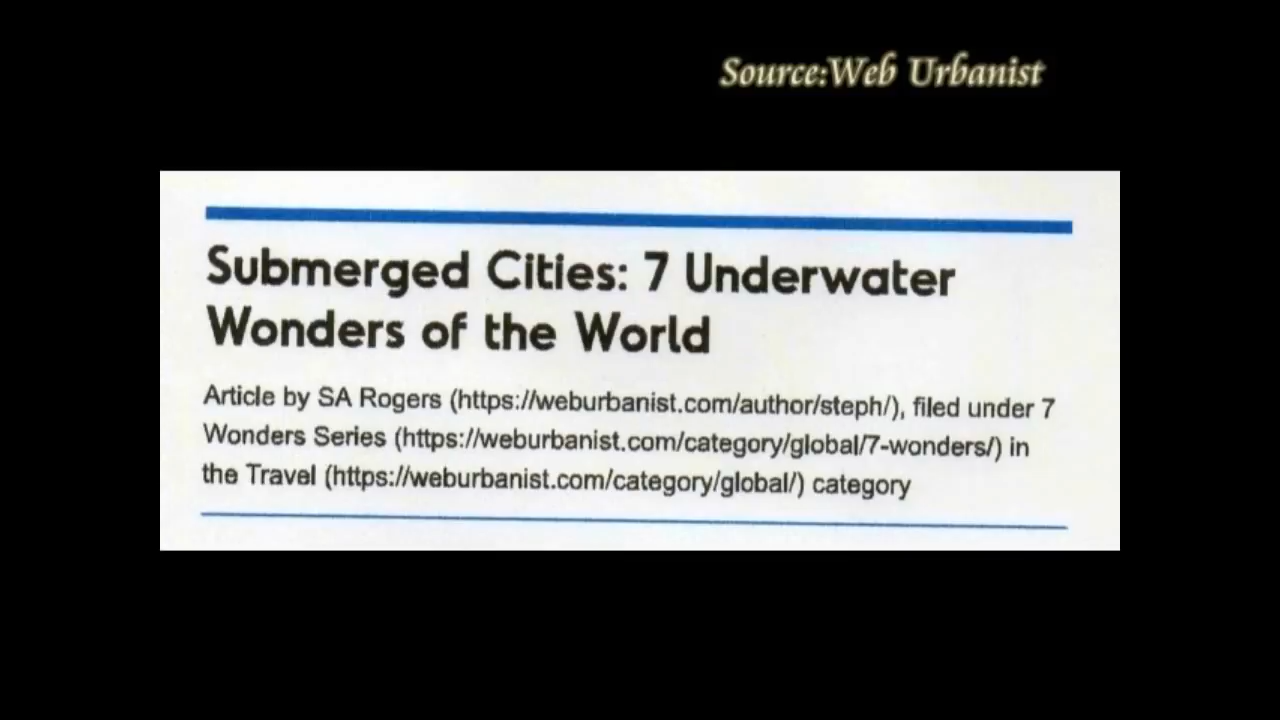 Source:Web Urbanist
Submerged Cities: 7 Underwater
Wonders of the World
Article by SA Rogers (https://weburbanist.com/author/steph/), filed under 7
Wonders Series (https://weburbanist.com/category/global/7-wonders/) in
the Travel (https://weburbanist.com/category/global/) category